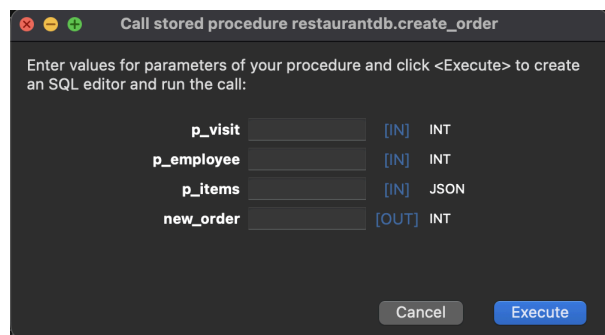 Call stored procedure restaurantdb.create_order
Enter values for parameters of your procedure and click <Execute> to create
an SQL editor and run the call:
p_visit [IN] INT
p_employee [IN] INT
p_items [IN] JSON
new_order [OUT] INT
Cancel Execute